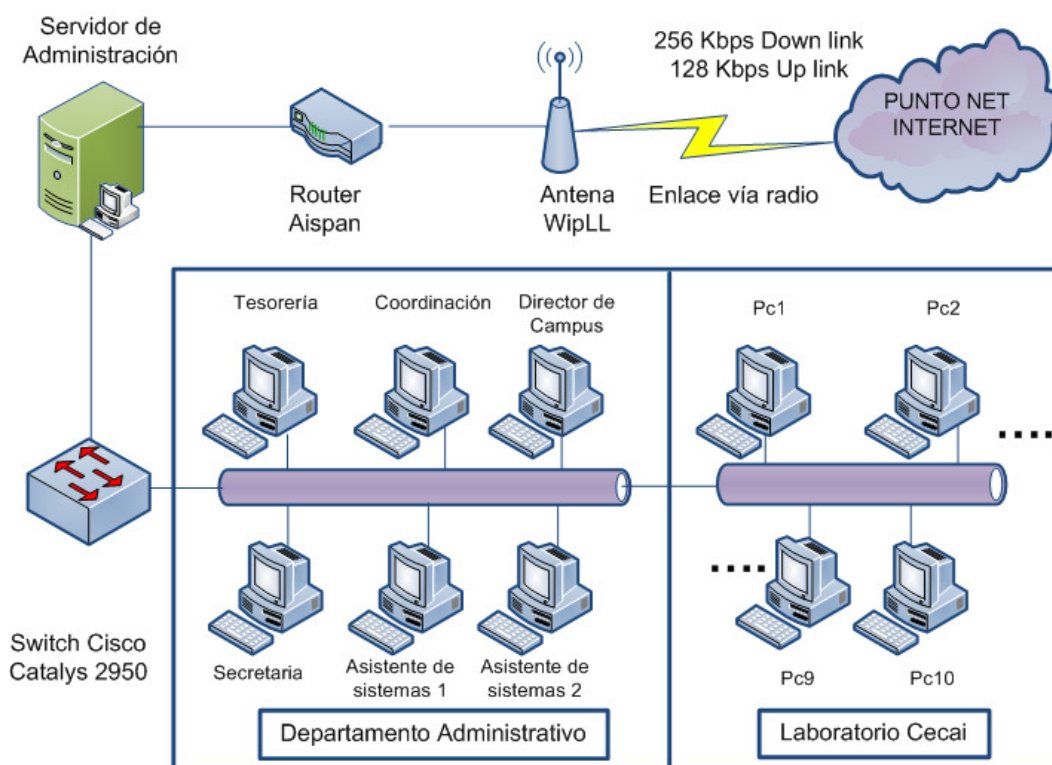 Servidor de
Administración
256 Kbps Down link
128 Kbps Up link
PUNTO NET
INTERNET
Router
Aispan
Antena
WipLL
Enlace vía radio
Tesorería
Coordinación
Director de
Campus
Pc1
Pc2
Switch Cisco
Catalys 2950
Secretaria
Asistente de
sistemas 1
Asistente de
sistemas 2
Pc9
Pc10
Departamento Administrativo
Laboratorio Cecai